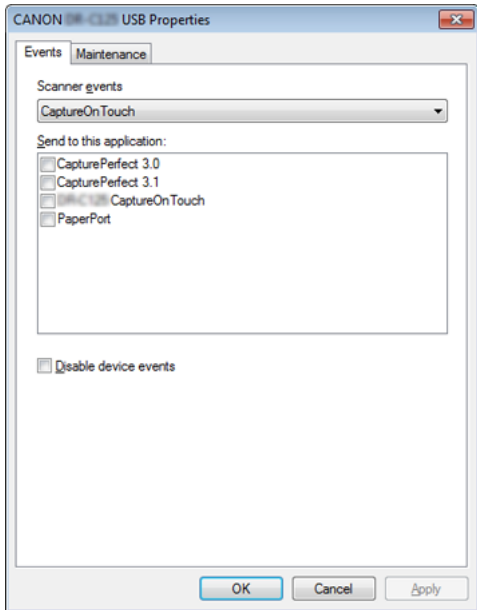 CANON USB Properties
Events Maintenance
Scanner events
CaptureOnTouch
Send to this application:
CapturePerfect 3.0
CapturePerfect 3.1
CaptureOnTouch
PaperPort
Disable device events
OK Cancel Apply